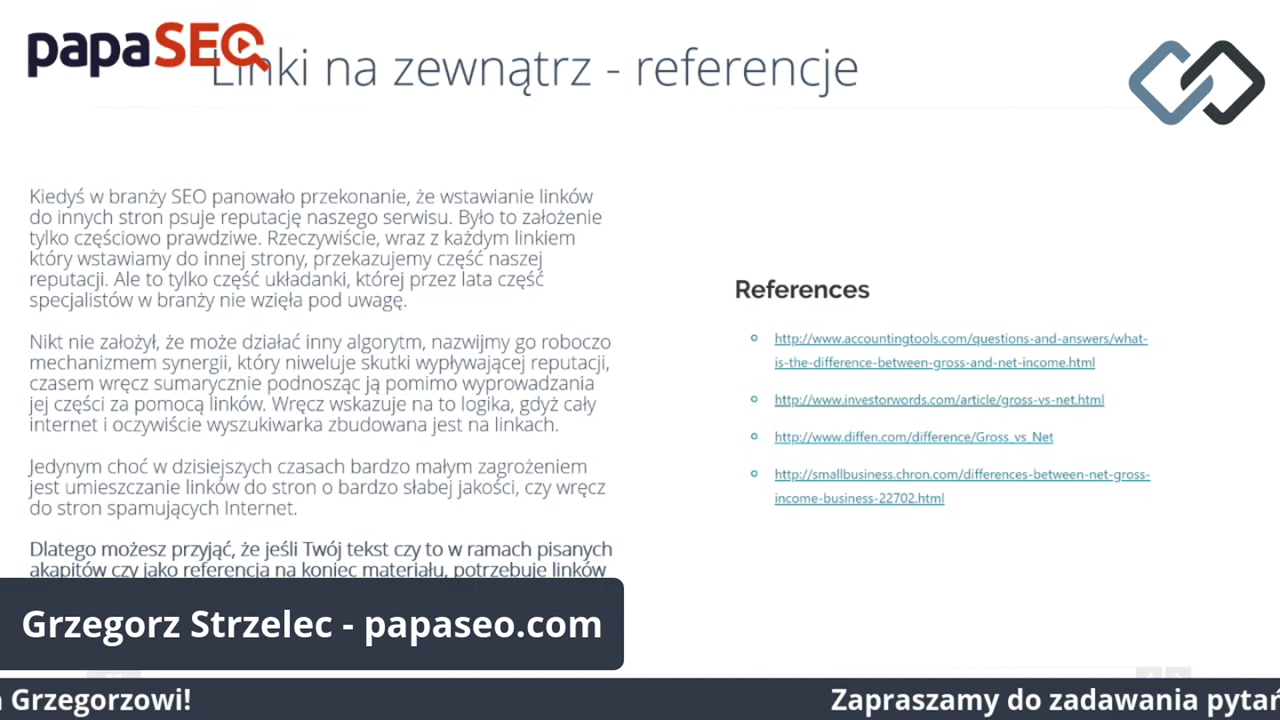 papaSEO
Linki na zewnątrz - referencje
Kiedyś w branży SEO panowało przekonanie, że wstawianie linków
do innych stron psuje reputację naszego serwisu. Było to założenie
tylko częściowo prawdziwe. Rzeczywiście, wraz z każdym linkiem
który wstawiamy do innej strony, przekazujemy część naszej
reputacji. Ale to tylko część układanki, której przez lata część
specjalistów w branży nie wzięła pod uwagę.
Nikt nie założył, że może działać inny algorytm, nazwijmy go roboczo
mechanizmem synergii, który niweluje skutki wypływającej reputacji,
czasem wręcz sumarycznie podnosząc ją pomimo wyprowadzania
jej części za pomocą linków. Wręcz wskazuje na to logika, gdyż cały
internet i oczywiście wyszukiwarka zbudowana jest na linkach.
Jedynym choć w dzisiejszych czasach bardzo małym zagrożeniem
jest umieszczanie linków do stron o bardzo słabej jakości, czy wręcz
do stron spamujących Internet.
Dlatego możesz przyjąć, że jeśli Twój tekst czy to w ramach pisanych
akapitów czy jako referencja na koniec materiału, potrzebuje linków
References
http://www.accountingtools.com/questions-and-answers/what-
is-the-difference-between-gross-and-net-income.html
http://www.investorwords.com/article/gross-vs-net.html
http://www.diffen.com/difference/Gross_vs_Net
http://smallbusiness.chron.com/differences-between-net-gross-
income-business-22702.html
Grzegorz Strzelec - papaseo.com
Grzegorzowi!
Zapraszamy do zadawania pytań